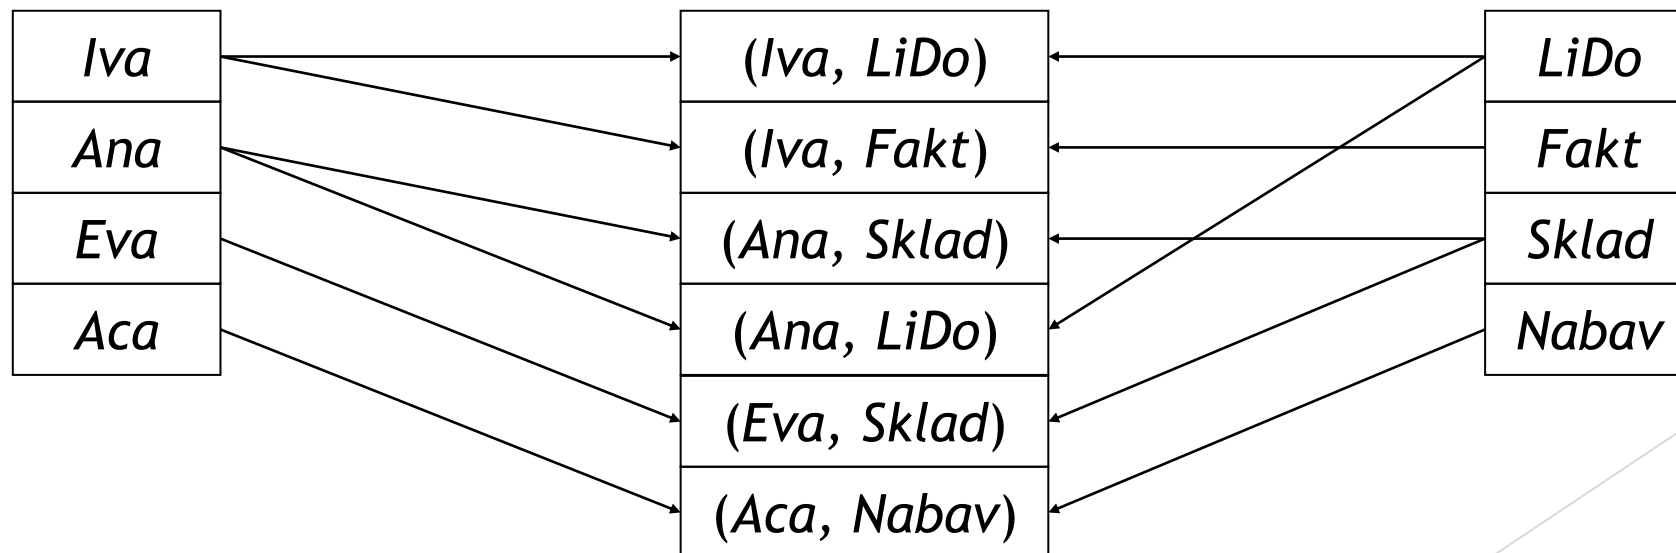 Iva
Ana
Eva
Aca
(Iva, LiDo)
(Iva, Fakt)
(Ana, Sklad)
(Ana, LiDo)
(Eva, Sklad)
(Aca, Nabav)
LiDo
Fakt
Sklad
Nabav